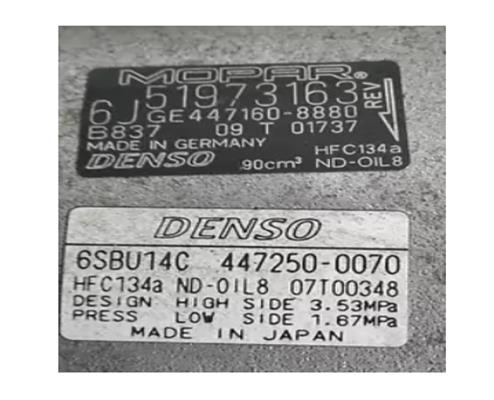 MOPAR®
6J 51973163 REV
GE447160-8880
B837 09 T 01737
MADE IN GERMANY HFC134a
DENSO 90cm³ ND-OIL8
DENSO
6SBU14C 447250-0070
HFC134a ND-OIL8 07T00348
DESIGN HIGH SIDE 3.53MPa
PRESS LOW SIDE 1.67MPa
MADE IN JAPAN